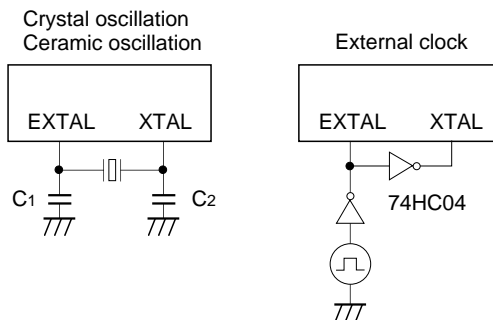 Crystal oscillation
Ceramic oscillation
EXTAL XTAL
C1 C2
External clock
EXTAL XTAL
74HC04